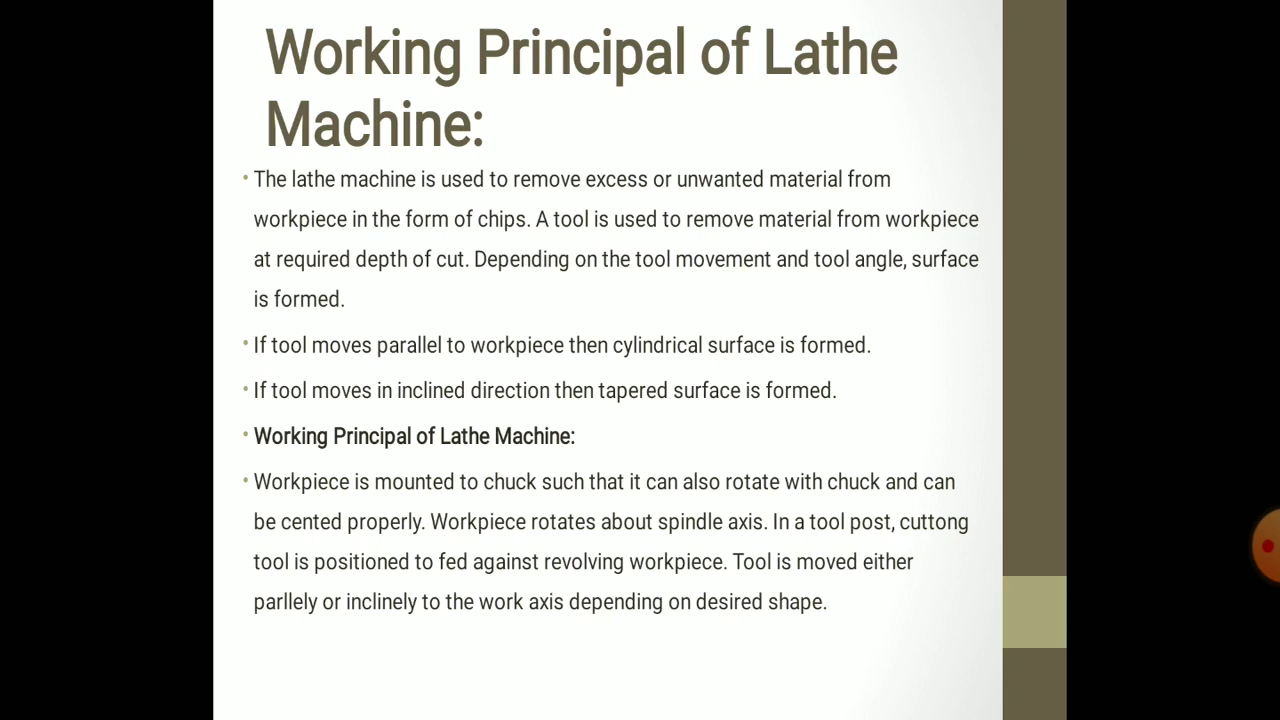 Working Principal of Lathe
Machine:
• The lathe machine is used to remove excess or unwanted material from
workpiece in the form of chips. A tool is used to remove material from workpiece
at required depth of cut. Depending on the tool movement and tool angle, surface
is formed.
• If tool moves parallel to workpiece then cylindrical surface is formed.
• If tool moves in inclined direction then tapered surface is formed.
• Working Principal of Lathe Machine:
• Workpiece is mounted to chuck such that it can also rotate with chuck and can
be cented properly. Workpiece rotates about spindle axis. In a tool post, cuttong
tool is positioned to fed against revolving workpiece. Tool is moved either
parllely or inclinely to the work axis depending on desired shape.